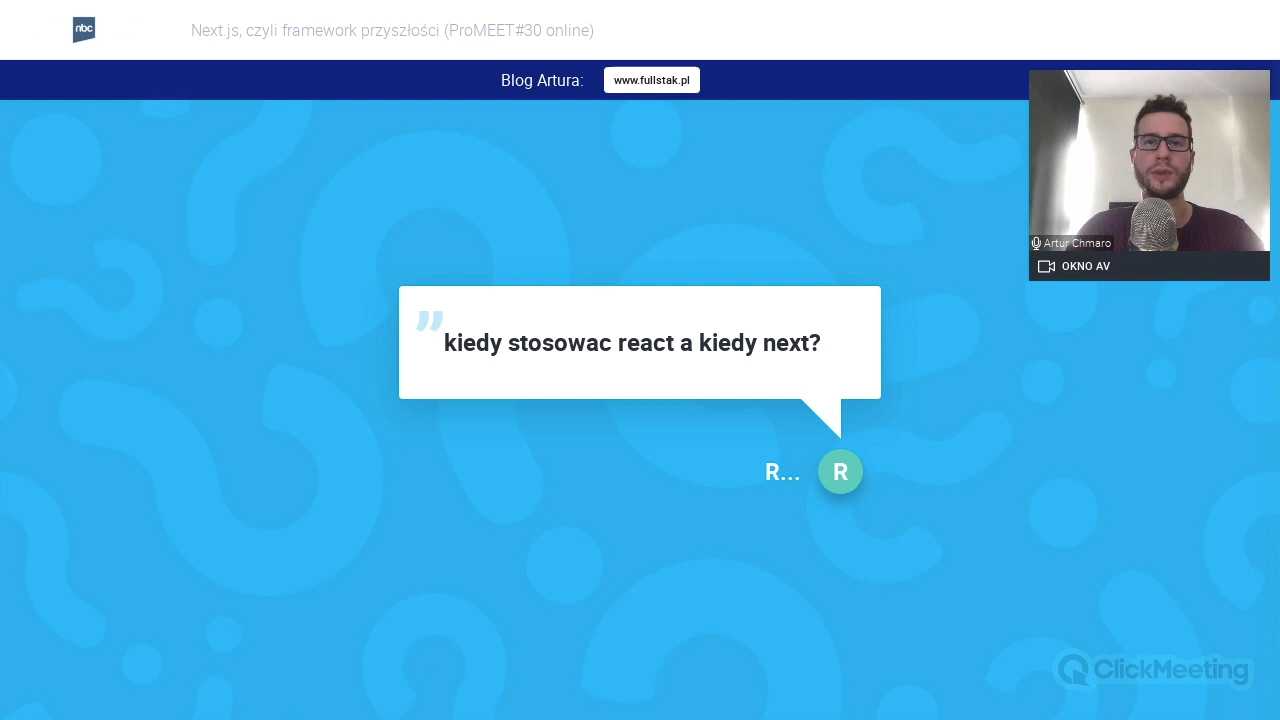 nbc
Next.js, czyli framework przyszłości (ProMEET#30 online)
Blog Artura:
www.fullstak.pl
Artur Chmaro
OKNO AV
”
kiedy stosowac react a kiedy next?
R...
R
ClickMeeting